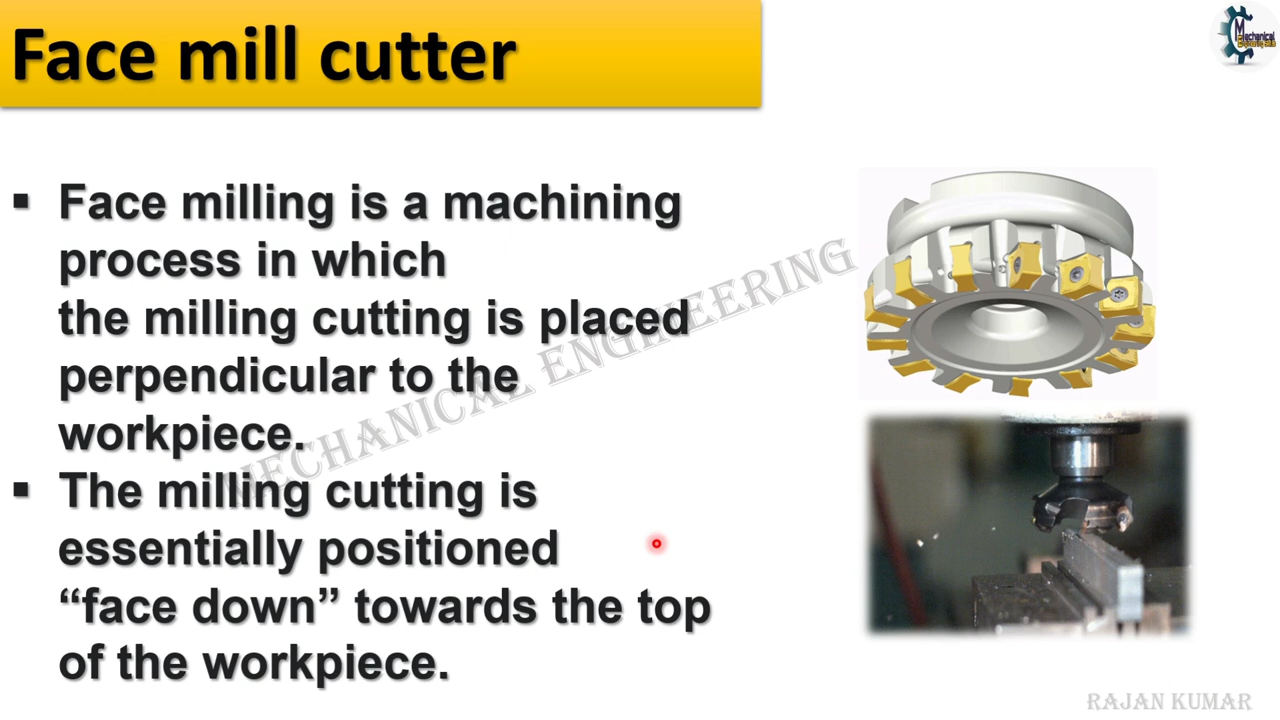 Face mill cutter
Mechanical
Face milling is a machining
process in which
the milling cutting is placed
perpendicular to the
workpiece.
The milling cutting is
essentially positioned
“face down” towards the top
of the workpiece.
MECHANICAL ENGINEERING
RAJAN KUMAR